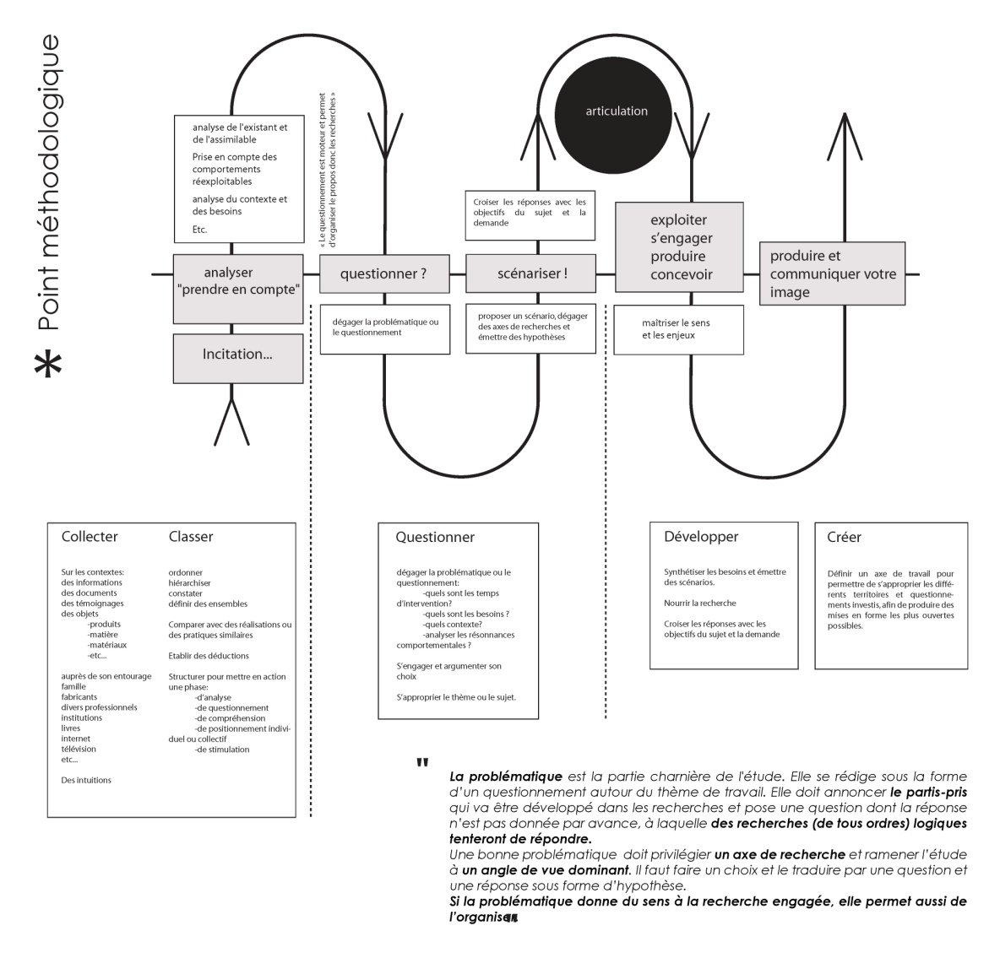 * Point méthodologique
analyse de l'existant et
de l'assimilable
Prise en compte des
comportements
réexploitables
analyse du contexte et
des besoins
Etc.
analyser
"prendre en compte"
Incitation...
« Le questionnement est moteur et permet
d'organiser le propos donc les recherches »
questionner ?
dégager la problématique ou
le questionnement
Croiser les réponses avec les
objectifs du sujet et la
demande
scénariser !
proposer un scénario, dégager
des axes de recherches et
émettre des hypothèses
articulation
exploiter
s'engager
produire
concevoir
maîtriser le sens
et les enjeux
produire et
communiquer votre
image
Collecter
Sur les contextes:
des informations
des documents
des témoignages
des objets
-produits
-matière
-matériaux
-etc...
auprès de son entourage
famille
fabricants
divers professionnels
institutions
livres
internet
télévision
etc...
Des intuitions
Classer
ordonner
hiérarchiser
constater
définir des ensembles
Comparer avec des réalisations ou
des pratiques similaires
Etablir des déductions
Structurer pour mettre en action
une phase:
-d'analyse
-de questionnement
-de compréhension
-de positionnement indivi-
duel ou collectif
-de stimulation
Questionner
dégager la problématique ou le
questionnement:
-quels sont les temps
d'intervention?
-quels sont les besoins ?
-quels contexte?
-analyser les résonnances
comportementales ?
S'engager et argumenter son
choix
S'approprier le thème ou le sujet.
Développer
Synthétiser les besoins et émettre
des scénarios.
Nourrir la recherche
Croiser les réponses avec les
objectifs du sujet et la demande
Créer
Définir un axe de travail pour
permettre de s'approprier les diffé-
rents territoires et questionne-
ments investis, afin de produire des
mises en forme les plus ouvertes
possibles.
"
La problématique est la partie charnière de l'étude. Elle se rédige sous la forme
d'un questionnement autour du thème de travail. Elle doit annoncer le partis-pris
qui va être développé dans les recherches et pose une question dont la réponse
n'est pas donnée par avance, à laquelle des recherches (de tous ordres) logiques
tenteront de répondre.
Une bonne problématique doit privilégier un axe de recherche et ramener l'étude
à un angle de vue dominant. Il faut faire un choix et le traduire par une question et
une réponse sous forme d'hypothèse.
Si la problématique donne du sens à la recherche engagée, elle permet aussi de
l'organiser. "